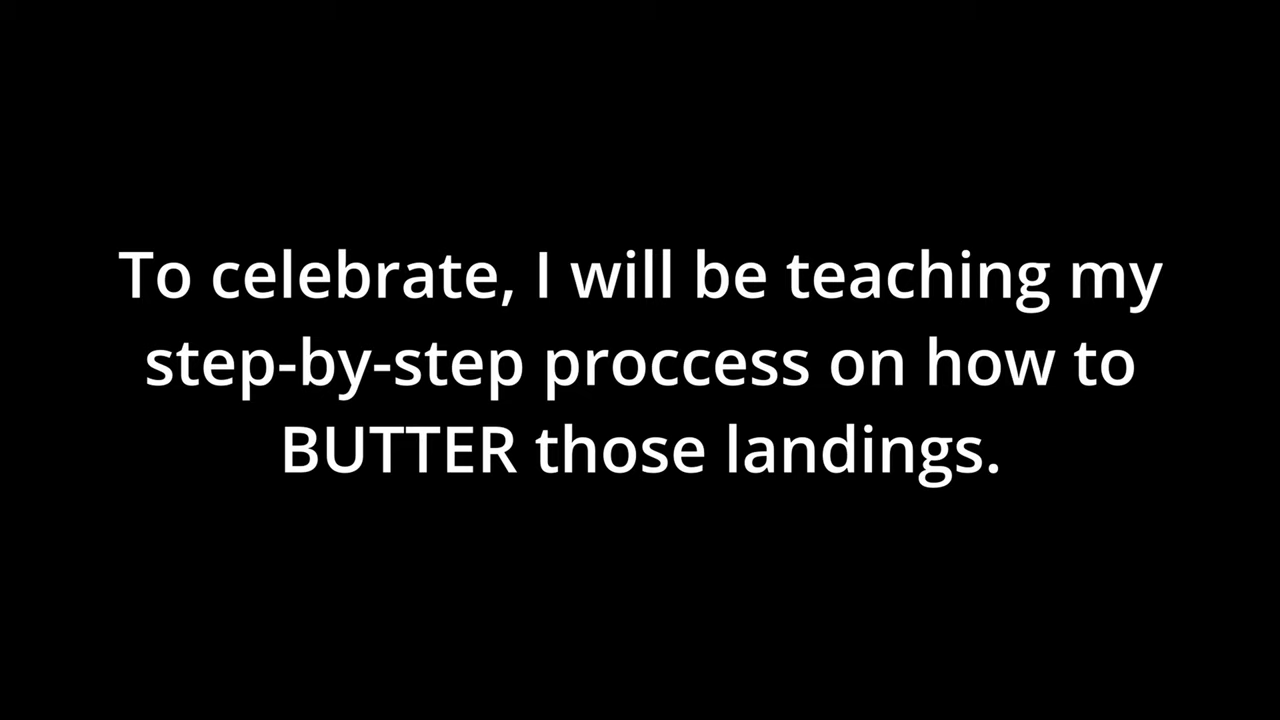 To celebrate, I will be teaching my
step-by-step proccess on how to
BUTTER those landings.